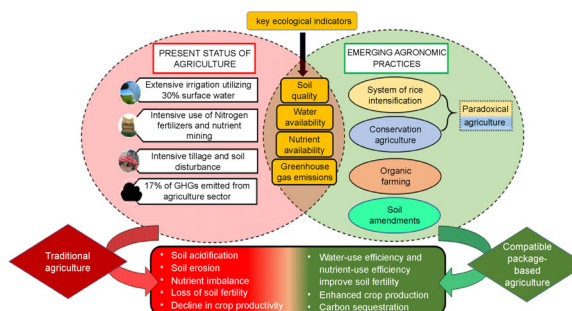 key ecological indicators
PRESENT STATUS OF
AGRICULTURE
Extensive irrigation utilizing
30% surface water
Intensive use of Nitrogen
fertilizers and nutrient
mining
Intensive tillage and soil
disturbance
17% of GHGs emitted from
agriculture sector
Soil
quality
Water
availability
Nutrient
availability
Greenhouse
gas emissions
EMERGING AGRONOMIC
PRACTICES
System of rice
intensification
Conservation
agriculture
Paradoxical
agriculture
Organic
farming
Soil
amendments
Traditional
agriculture
• Soil acidification
• Soil erosion
• Nutrient imbalance
• Loss of soil fertility
• Decline in crop productivity
• Water-use efficiency and
nutrient-use efficiency
improve soil fertility
• Enhanced crop production
• Carbon sequestration
Compatible
package-
based
agriculture